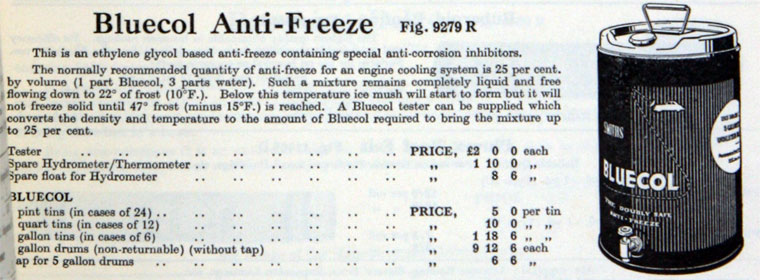 Bluecol Anti-Freeze Fig. 9279 R
This is an ethylene glycol based anti-freeze containing special anti-corrosion inhibitors.
The normally recommended quantity of anti-freeze for an engine cooling system is 25 per cent.
by volume (1 part Bluecol, 3 parts water). Such a mixture remains completely liquid and free
flowing down to 22° of frost (10°F.). Below this temperature ice mush will start to form but it will
not freeze solid until 47° frost (minus 15°F.) is reached. A Bluecol tester can be supplied which
converts the density and temperature to the amount of Bluecol required to bring the mixture up
to 25 per cent.
Tester .. .. .. .. .. .. .. PRICE, £2 0 0 each
Spare Hydrometer/Thermometer .. .. .. .. .. ,, 1 10 0 ,,
Spare float for Hydrometer .. .. .. .. .. ,, 8 6 ,,
BLUECOL
pint tins (in cases of 24) .. .. .. .. .. .. PRICE, 5 0 per tin
quart tins (in cases of 12) .. .. .. .. .. ,, 10 0 ,, ,,
gallon tins (in cases of 6) .. .. .. .. .. ,, 1 18 6 ,, ,,
gallon drums (non-returnable) (without tap) .. .. .. ,, 9 12 6 each
ap for 5 gallon drums .. .. .. .. .. .. ,, 6 6 ,,
SMITHS
BLUECOL
THE DOUBLY SAFE
ANTI-FREEZE